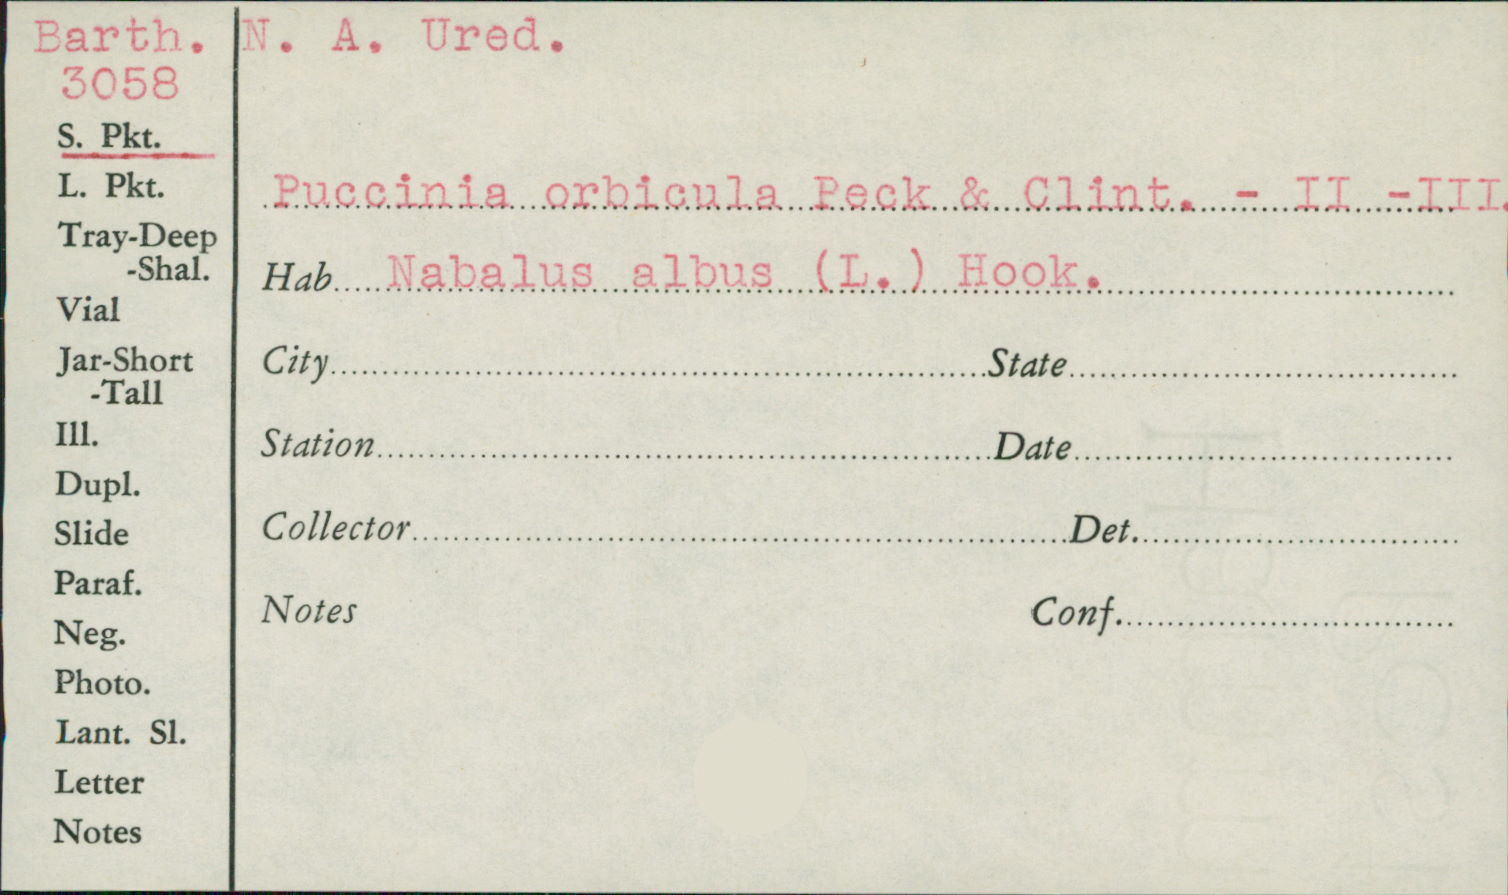 Barth. N. A. Ured.
3058
S. Pkt.
L. Pkt.
Tray-Deep
-Shal.
Vial
Jar-Short
-Tall
Ill.
Dupl.
Slide
Paraf.
Neg.
Photo.
Lant. Sl.
Letter
Notes
Puccinia orbicula Peck & Clint. - II -III.
Hab. Nabalus albus (L.) Hook.
City State
Station Date
Collector Det.
Notes Conf.